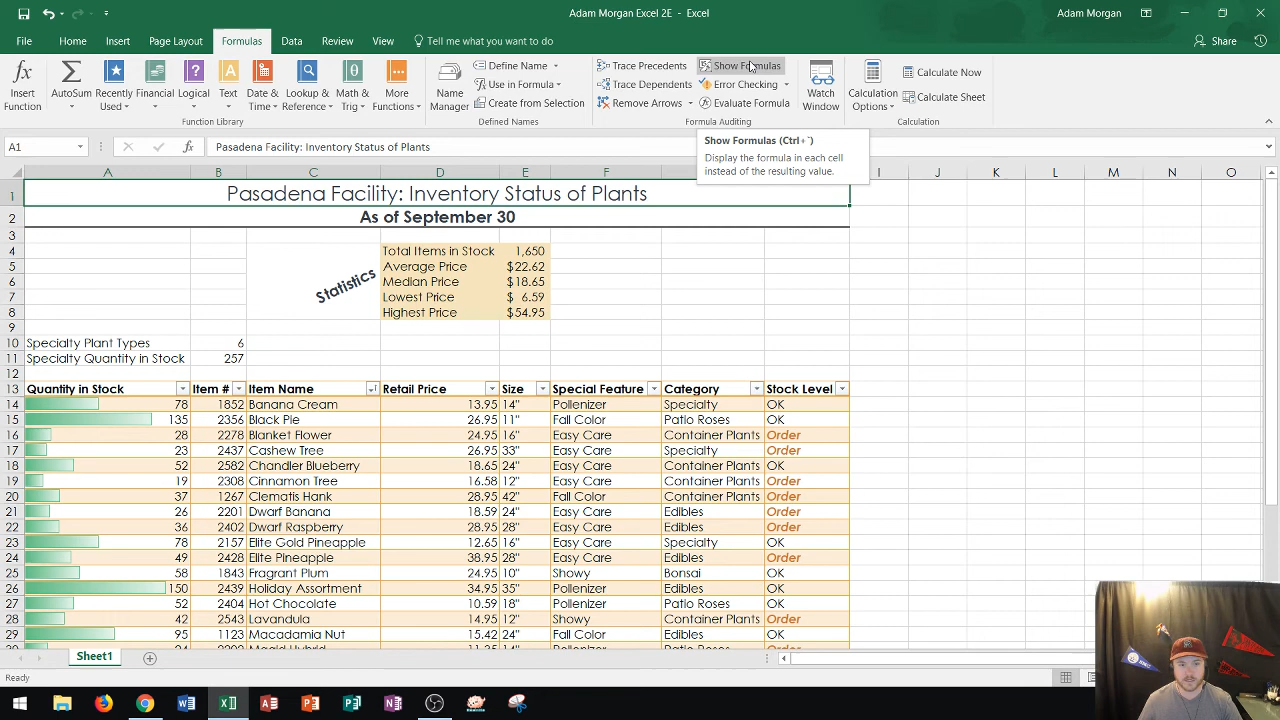 Adam Morgan Excel 2E - Excel
Adam Morgan
File Home Insert Page Layout Formulas Data Review View Tell me what you want to do Share
Insert Function
AutoSum
Recently Used
Financial
Logical
Text
Date & Time
Lookup & Reference
Math & Trig
More Functions
Function Library
Name Manager
Define Name
Use in Formula
Create from Selection
Defined Names
Trace Precedents
Trace Dependents
Remove Arrows
Show Formulas
Error Checking
Evaluate Formula
Formula Auditing
Watch Window
Calculation Options
Calculate Now
Calculate Sheet
Calculation
A1 fx Pasadena Facility: Inventory Status of Plants
Show Formulas (Ctrl+`)
Display the formula in each cell
instead of the resulting value.
A B C D E F I J K L M N O
1 Pasadena Facility: Inventory Status of Plants
2 As of September 30
3
4 Total Items in Stock 1,650
5 Average Price $22.62
6 Median Price $18.65
Statistics
7 Lowest Price $ 6.59
8 Highest Price $54.95
9
10 Specialty Plant Types 6
11 Specialty Quantity in Stock 257
12
13 Quantity in Stock Item # Item Name Retail Price Size Special Feature Category Stock Level
14 78 1852 Banana Cream 13.95 14" Pollenizer Specialty OK
15 135 2356 Black Pie 26.95 11" Fall Color Patio Roses OK
16 28 2278 Blanket Flower 24.95 16" Easy Care Container Plants Order
17 23 2437 Cashew Tree 26.95 33" Easy Care Specialty Order
18 52 2582 Chandler Blueberry 18.65 24" Easy Care Container Plants OK
19 19 2308 Cinnamon Tree 16.58 12" Easy Care Container Plants Order
20 37 1267 Clematis Hank 28.95 42" Fall Color Container Plants Order
21 26 2201 Dwarf Banana 18.59 24" Easy Care Edibles Order
22 36 2402 Dwarf Raspberry 28.95 28" Easy Care Edibles Order
23 78 2157 Elite Gold Pineapple 12.65 16" Easy Care Specialty OK
24 49 2428 Elite Pineapple 38.95 28" Easy Care Edibles Order
25 58 1843 Fragrant Plum 24.95 10" Showy Bonsai OK
26 150 2439 Holiday Assortment 34.95 35" Pollenizer Edibles OK
27 52 2404 Hot Chocolate 10.59 18" Pollenizer Patio Roses OK
28 42 2543 Lavandula 14.95 12" Showy Container Plants Order
29 95 1123 Macadamia Nut 15.42 24" Fall Color Edibles OK
Sheet1
Ready